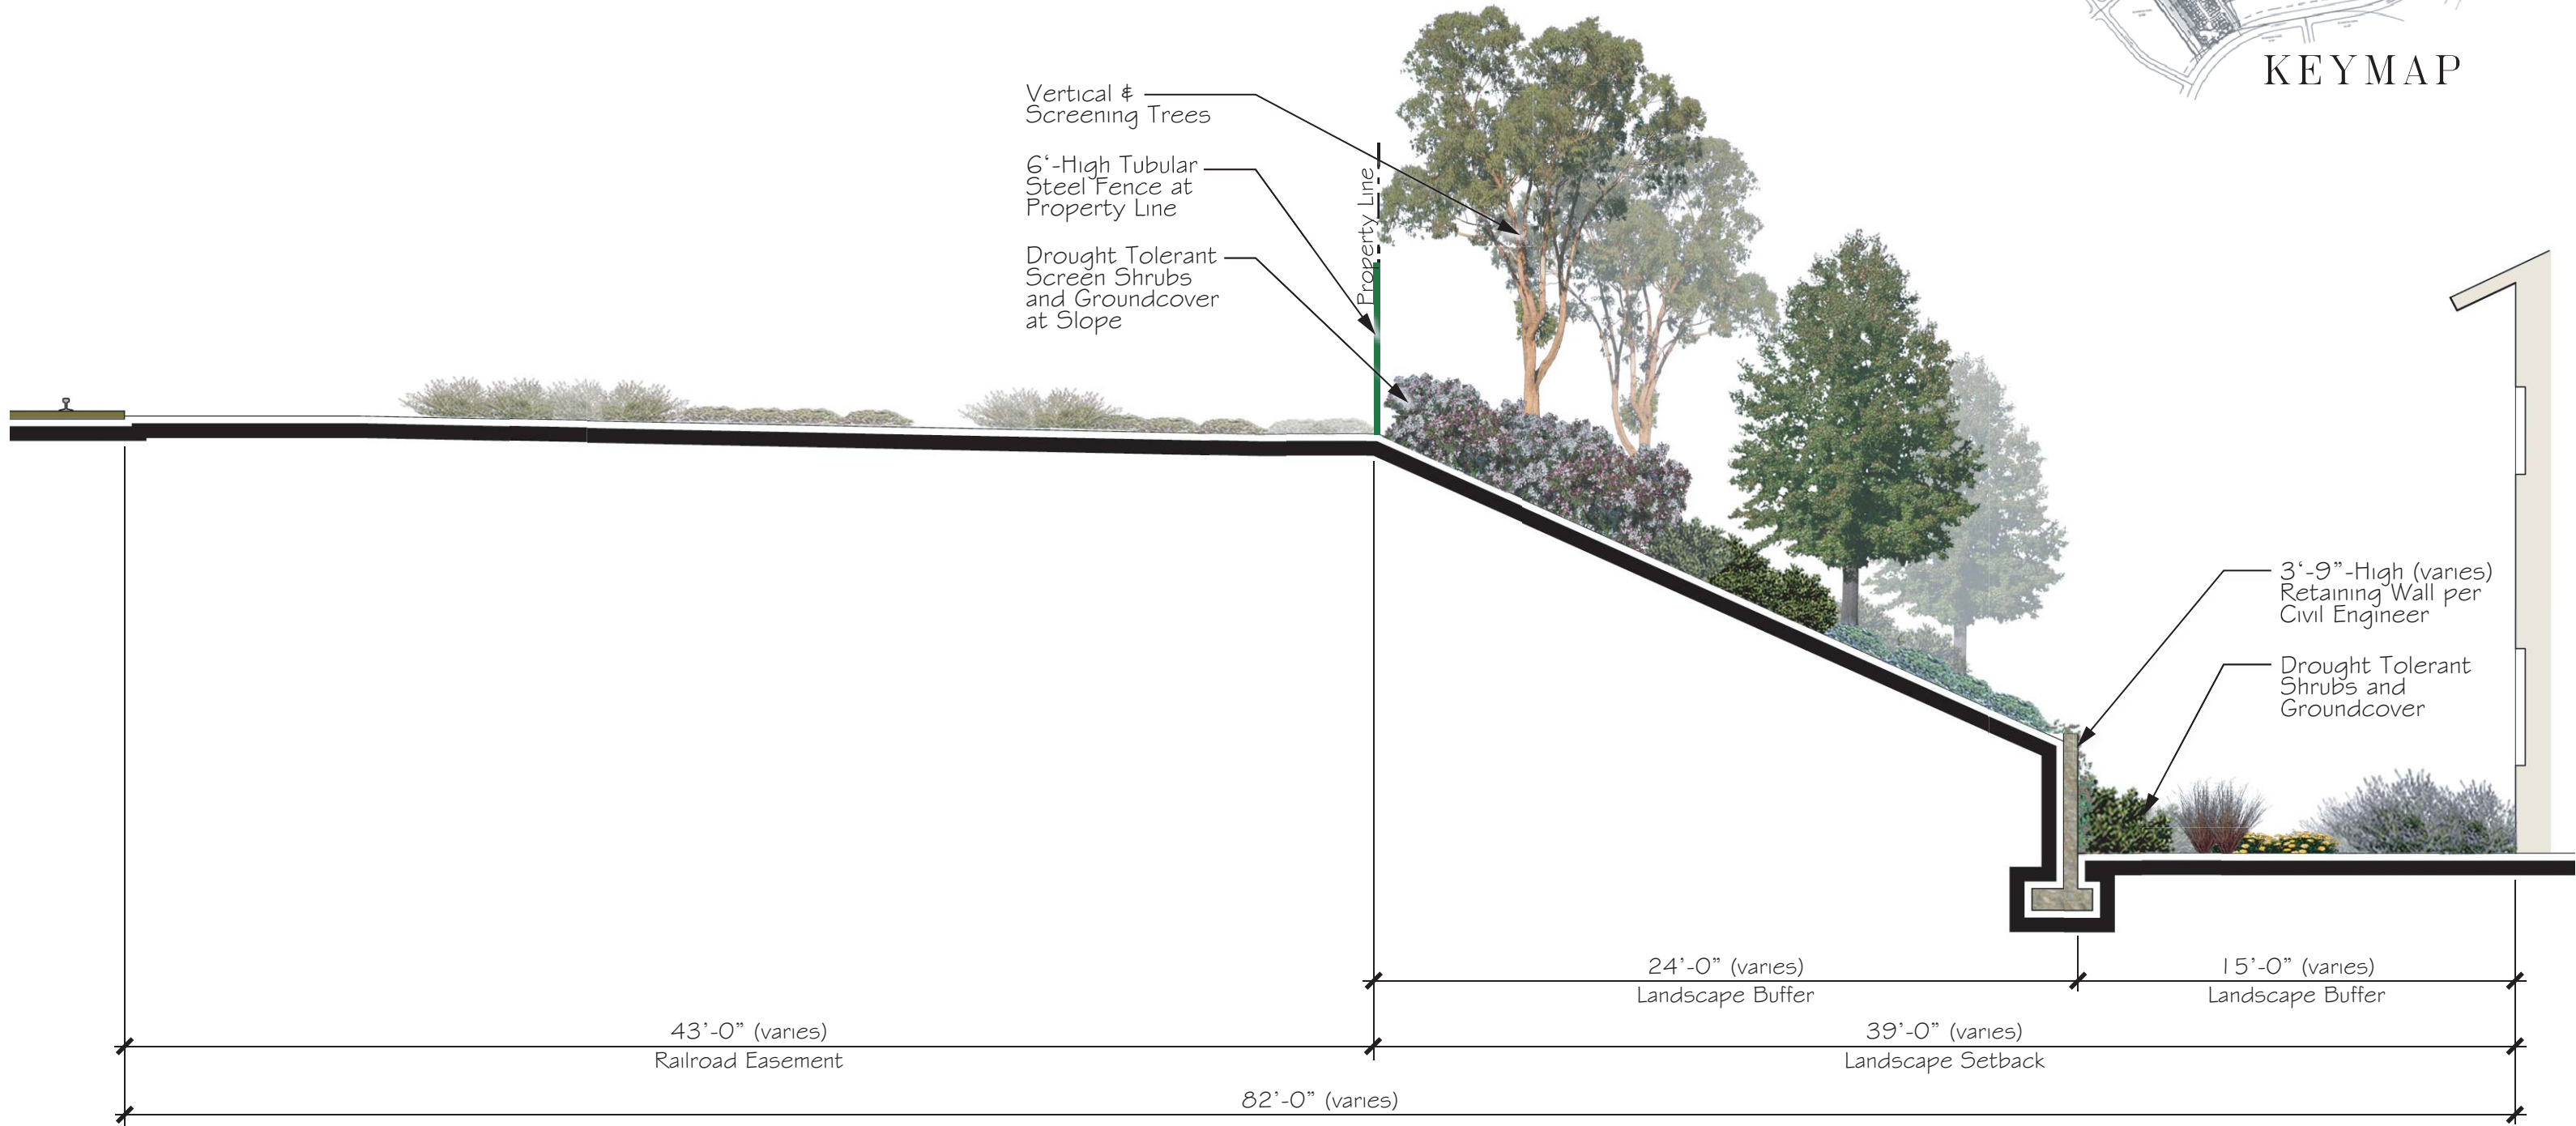 KEYMAP
Vertical &
Screening Trees
6‘-High Tubular
Steel Fence at
Property Line
Drought Tolerant
Screen Shrubs
and Groundcover
at Slope
Property Line
3‘-9”-High (varies)
Retaining Wall per
Civil Engineer
Drought Tolerant
Shrubs and
Groundcover
24’-0” (varies)
Landscape Buffer
15’-0” (varies)
Landscape Buffer
43’-0” (varies)
Railroad Easement
39’-0” (varies)
Landscape Setback
82’-0” (varies)